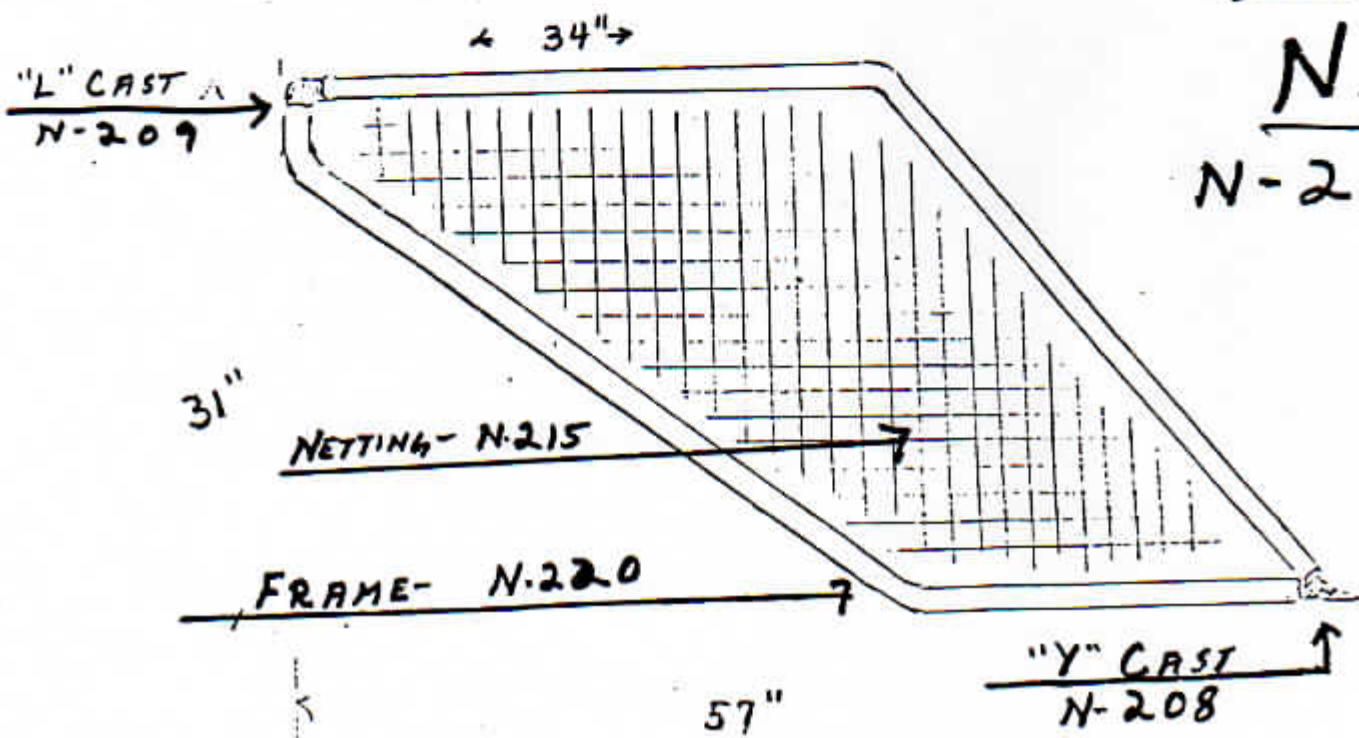 34"
"L" CAST
N-209
N
N-2
31"
NETTING- N.215
FRAME- N.220
"Y" CAST
N-208
57"